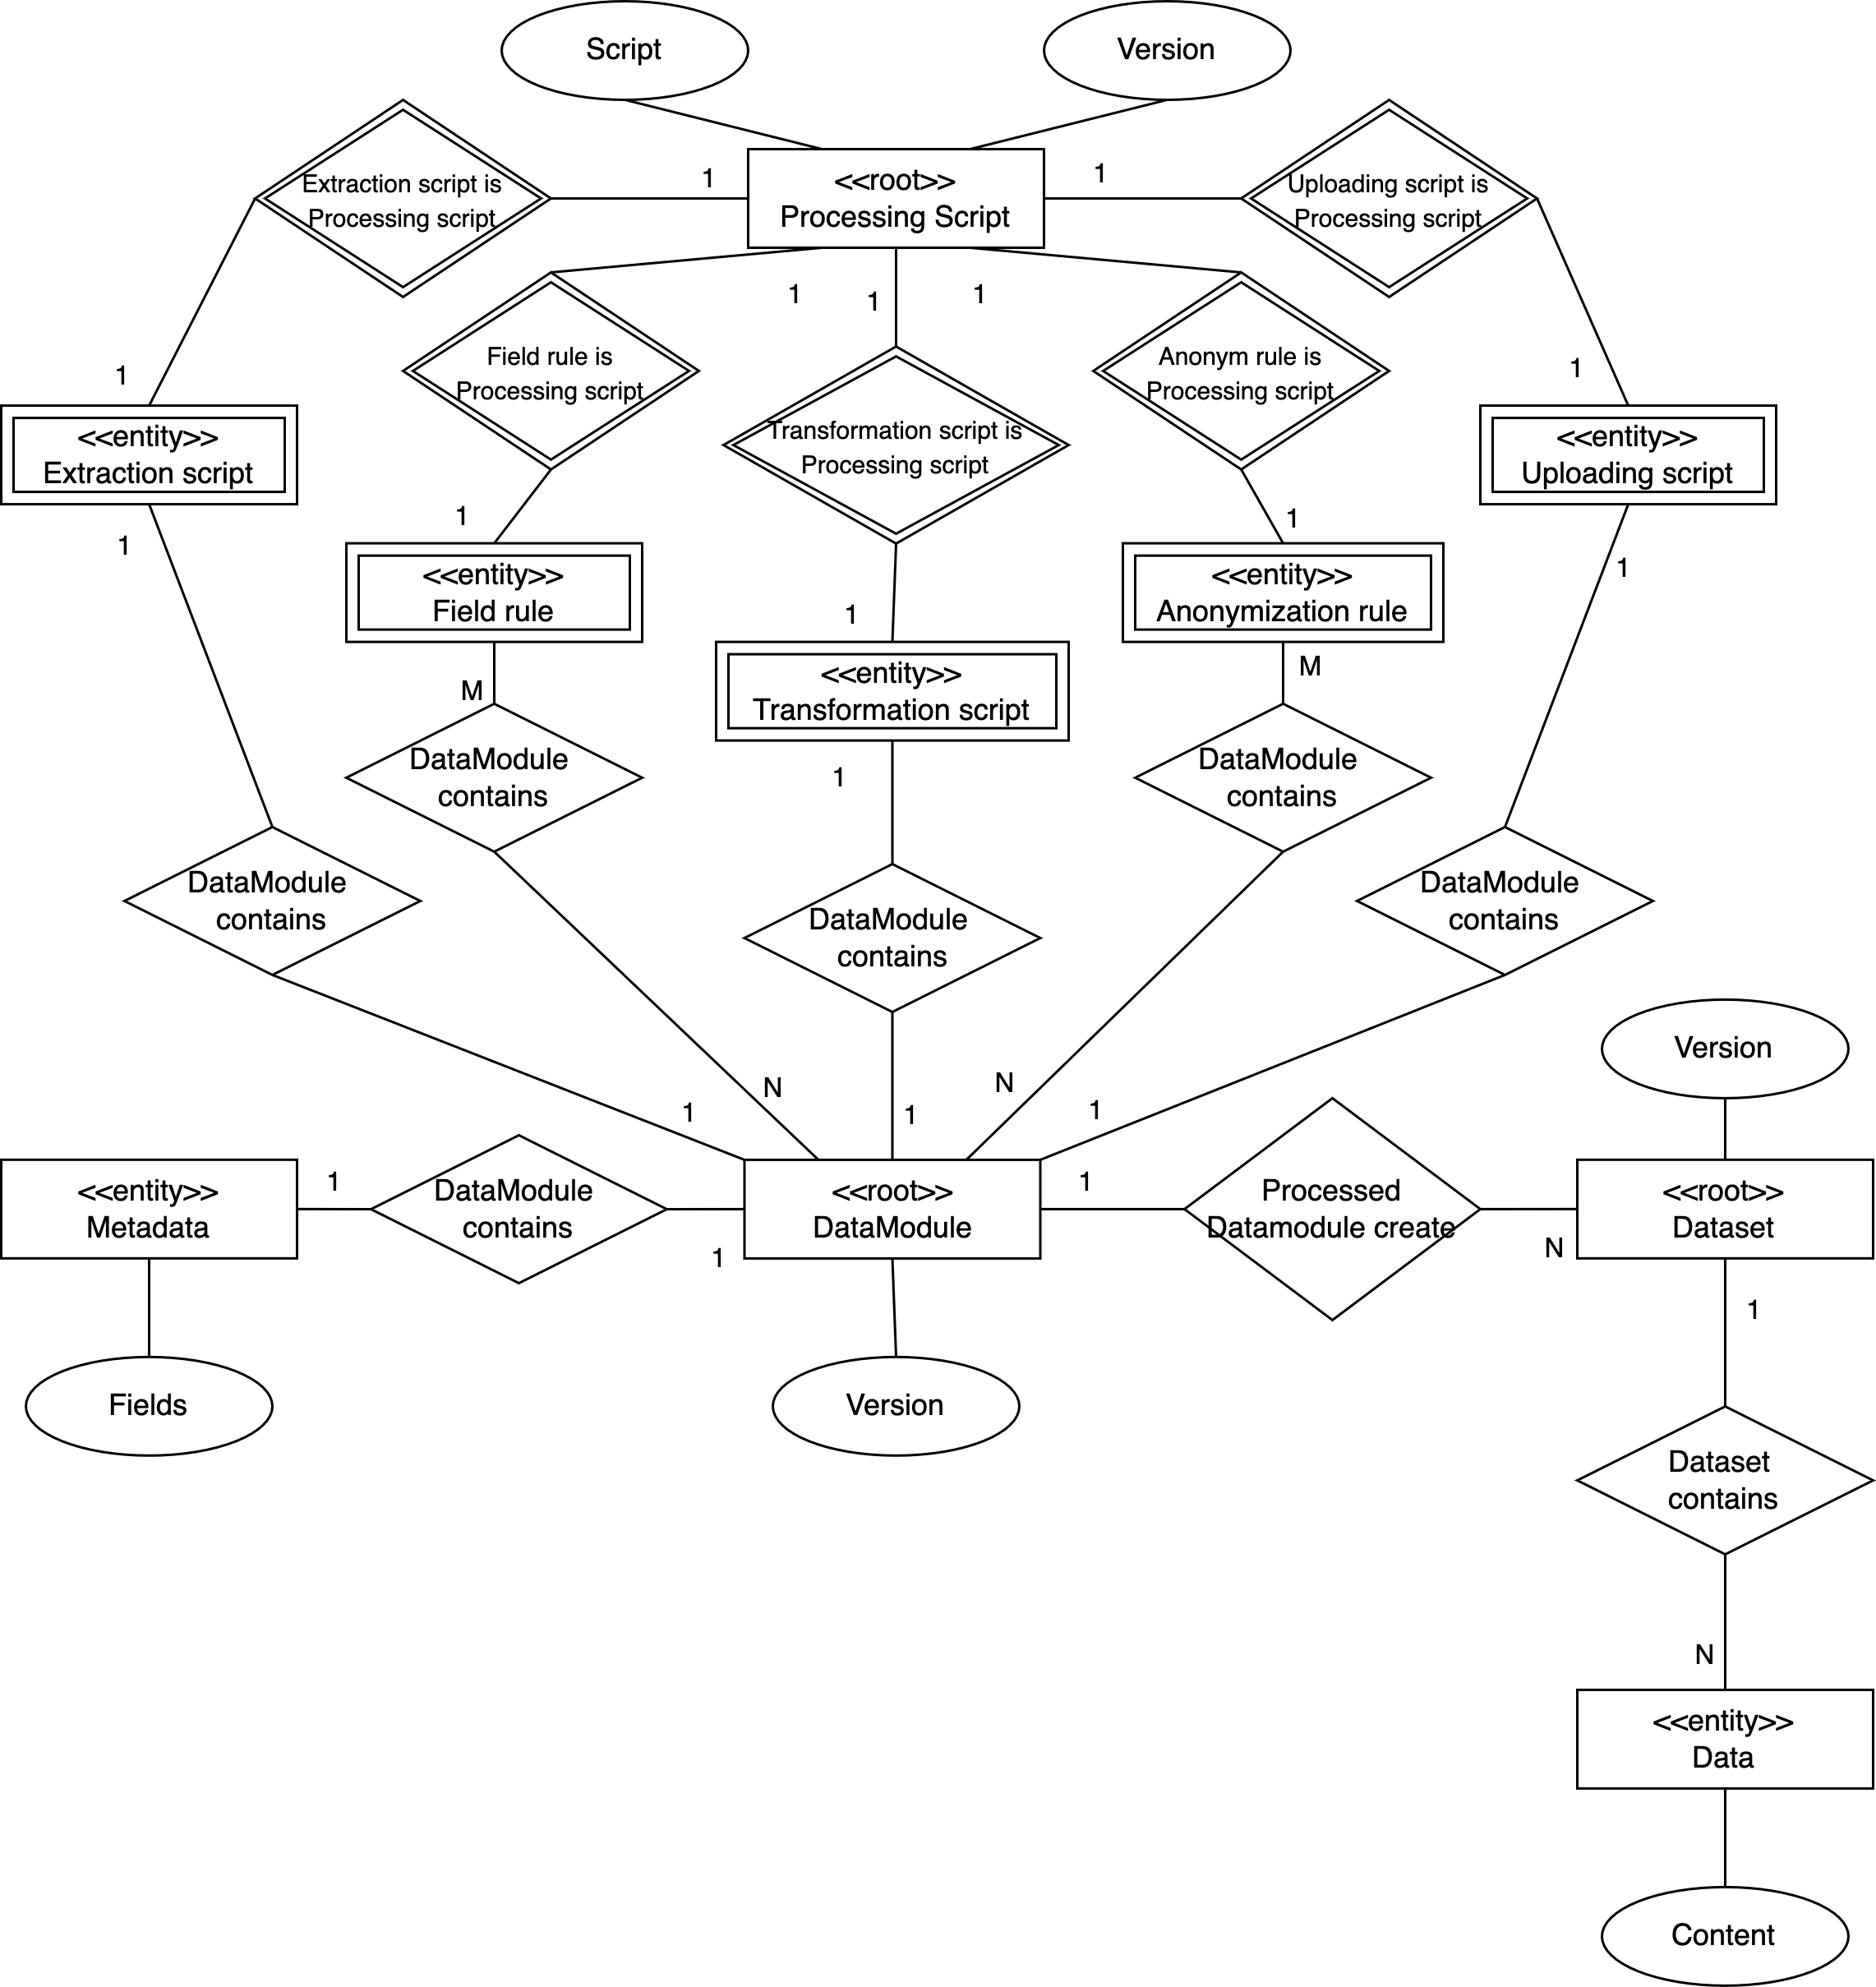 Script
Version
Extraction script is
Processing script
1
<<root>>
Processing Script
1
Uploading script is
Processing script
1
1
1
Field rule is
Processing script
Transformation script is
Processing script
Anonym rule is
Processing script
1
1
<<entity>>
Extraction script
<<entity>>
Uploading script
1
1
1
1
<<entity>>
Field rule
<<entity>>
Anonymization rule
1
M
<<entity>>
Transformation script
M
DataModule
contains
1
DataModule
contains
DataModule
contains
DataModule
contains
DataModule
contains
Version
1
N
1
N
1
<<entity>>
Metadata
1
DataModule
contains
1
<<root>>
DataModule
1
Processed
Datamodule create
N
<<root>>
Dataset
1
Fields
Version
Dataset
contains
N
<<entity>>
Data
Content